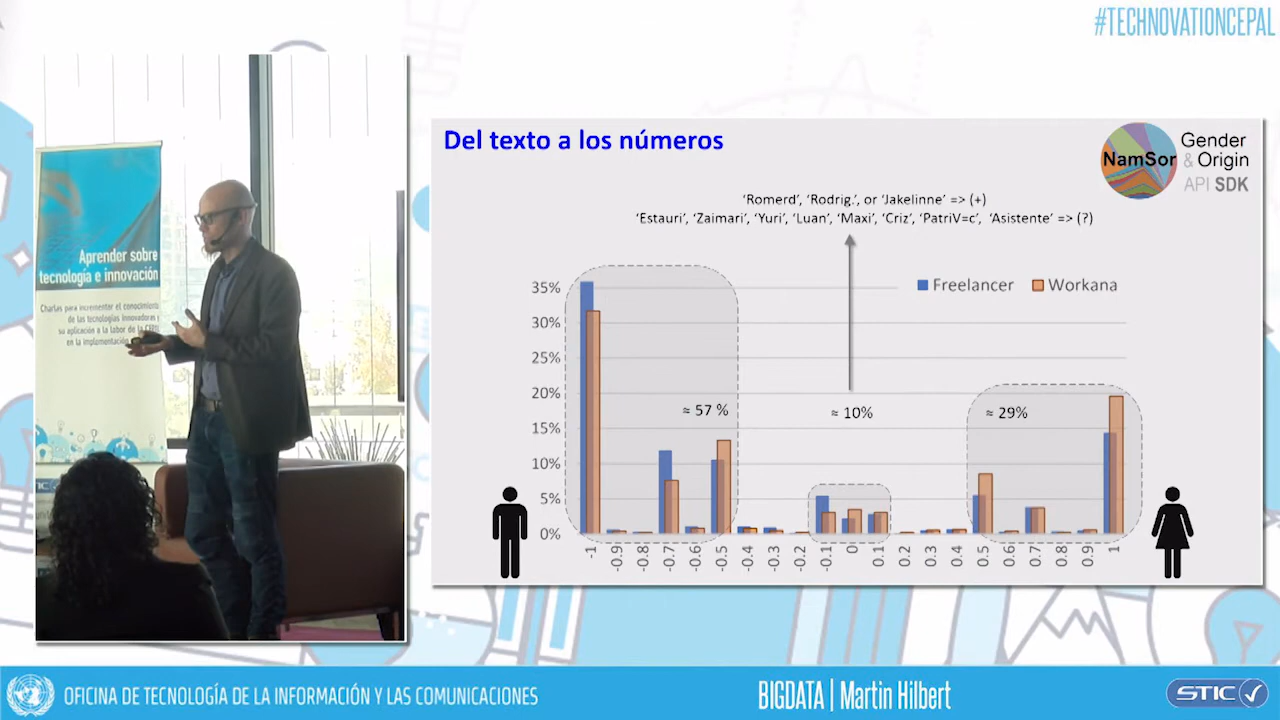 #TECHNOVATIONCEPAL
Aprender sobre
tecnología e innovación
Charlas para incrementar el conocimiento
de las tecnologías innovadoras y
su aplicación a la labor de la CEPAL
en la implementación
STIC
Del texto a los números
NamSor
Gender
& Origin
API SDK
‘Romerd’, ‘Rodrig.’, or ‘Jakelinne’ => (+)
‘Estauri’, ‘Zaimari’, ‘Yuri’, ‘Luan’, ‘Maxi’, ‘Criz’, ‘PatriV=c’, ‘Asistente’ => (?)
Freelancer Workana
35%
30%
25%
20%
15%
10%
5%
0%
≈ 57 % ≈ 10% ≈ 29%
-1 -0.9 -0.8 -0.7 -0.6 -0.5 -0.4 -0.3 -0.2 -0.1 0 0.1 0.2 0.3 0.4 0.5 0.6 0.7 0.8 0.9 1
OFICINA DE TECNOLOGÍA DE LA INFORMACIÓN Y LAS COMUNICACIONES
BIGDATA | Martin Hilbert
STIC